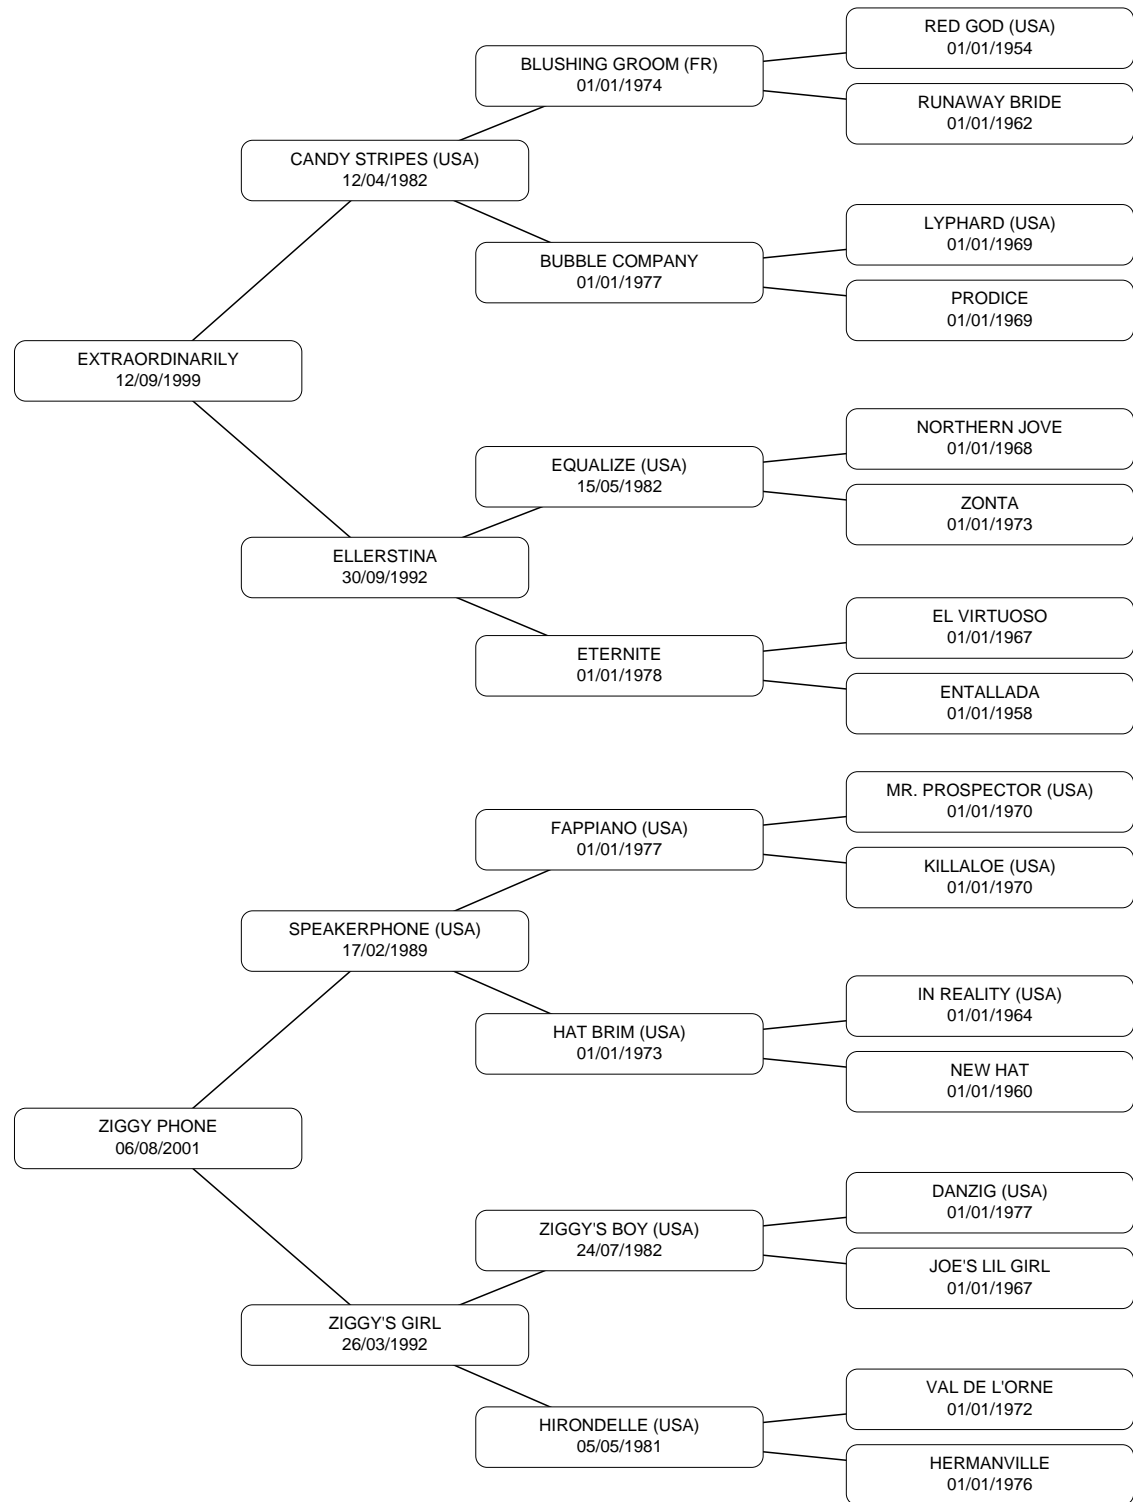 RED GOD (USA)
01/01/1954
BLUSHING GROOM (FR)
01/01/1974
RUNAWAY BRIDE
01/01/1962
CANDY STRIPES (USA)
12/04/1982
LYPHARD (USA)
01/01/1969
BUBBLE COMPANY
01/01/1977
PRODICE
01/01/1969
EXTRAORDINARILY
12/09/1999
NORTHERN JOVE
01/01/1968
EQUALIZE (USA)
15/05/1982
ZONTA
01/01/1973
ELLERSTINA
30/09/1992
EL VIRTUOSO
01/01/1967
ETERNITE
01/01/1978
ENTALLADA
01/01/1958
MR. PROSPECTOR (USA)
01/01/1970
FAPPIANO (USA)
01/01/1977
KILLALOE (USA)
01/01/1970
SPEAKERPHONE (USA)
17/02/1989
IN REALITY (USA)
01/01/1964
HAT BRIM (USA)
01/01/1973
NEW HAT
01/01/1960
ZIGGY PHONE
06/08/2001
DANZIG (USA)
01/01/1977
ZIGGY'S BOY (USA)
24/07/1982
JOE'S LIL GIRL
01/01/1967
ZIGGY'S GIRL
26/03/1992
VAL DE L'ORNE
01/01/1972
HIRONDELLE (USA)
05/05/1981
HERMANVILLE
01/01/1976